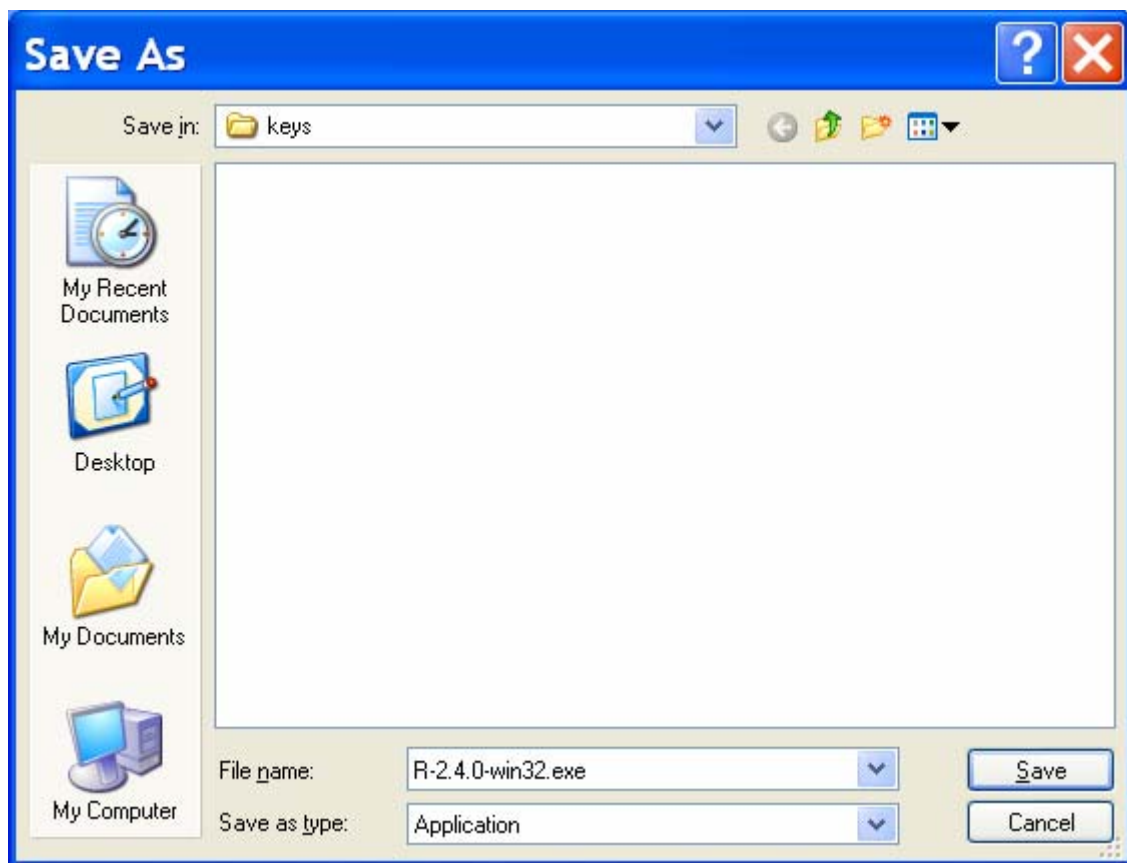 Save As
Save in:
keys
My Recent
Documents
Desktop
My Documents
My Computer
File name:
R-2.4.0-win32.exe
Save
Save as type:
Application
Cancel